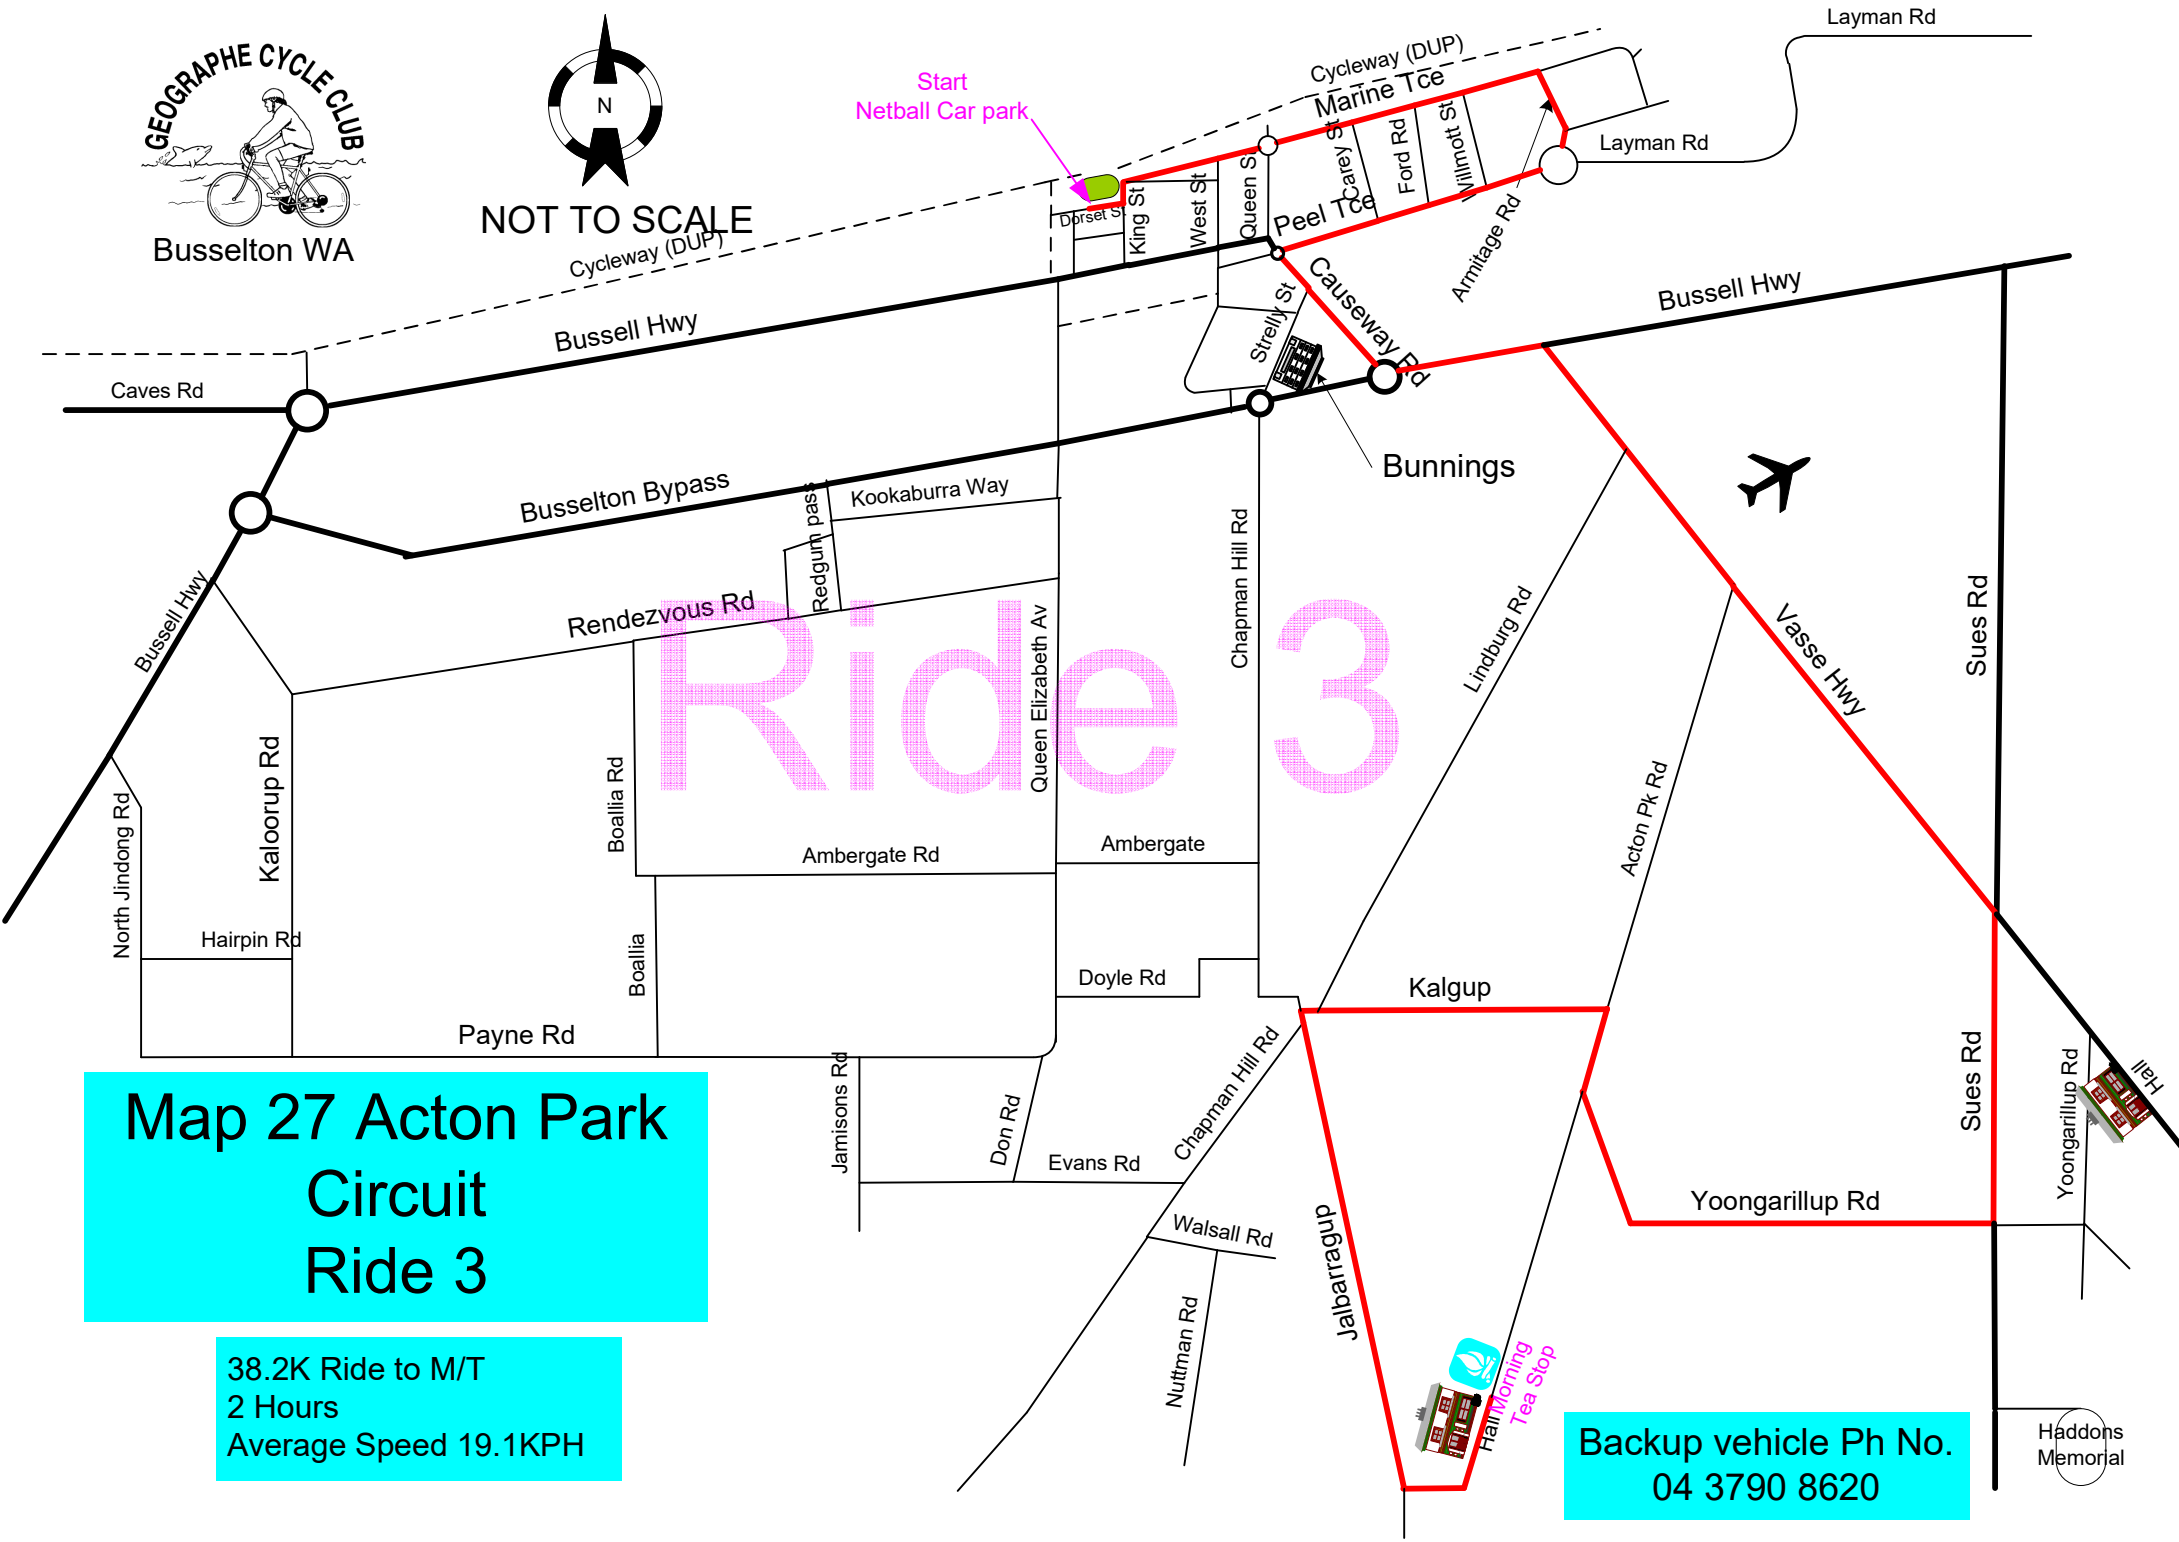 GEOGRAPHE CYCLE CLUB
Busselton WA
N
NOT TO SCALE
Start
Netball Car park
Cycleway (DUP)
Marine Tce
Layman Rd
Layman Rd
Carey St
Ford Rd
Willmott St
Dorset St
King St
West St
Queen St
Peel Tce
Armitage Rd
Cycleway (DUP)
Causeway Rd
Strelly St
Bussell Hwy
Bussell Hwy
Caves Rd
Bunnings
Busselton Bypass
Redgum pass
Kookaburra Way
Chapman Hill Rd
Bussell Hwy
Rendezvous Rd
Queen Elizabeth Av
Lindburg Rd
Vasse Hwy
Sues Rd
Ride 3
Kaloorup Rd
North Jindong Rd
Boallia Rd
Ambergate Rd
Ambergate
Acton Pk Rd
Hairpin Rd
Boallia
Doyle Rd
Kalgup
Payne Rd
Jamisons Rd
Don Rd
Chapman Hill Rd
Evans Rd
Sues Rd
Yoongarillup Rd
Hall
Yoongarillup Rd
Map 27 Acton Park
Circuit
Ride 3
Walsall Rd
Nuttman Rd
Jalbarragup
Morning
Tea Stop
Hall
38.2K Ride to M/T
2 Hours
Average Speed 19.1KPH
Backup vehicle Ph No.
04 3790 8620
Haddons
Memorial